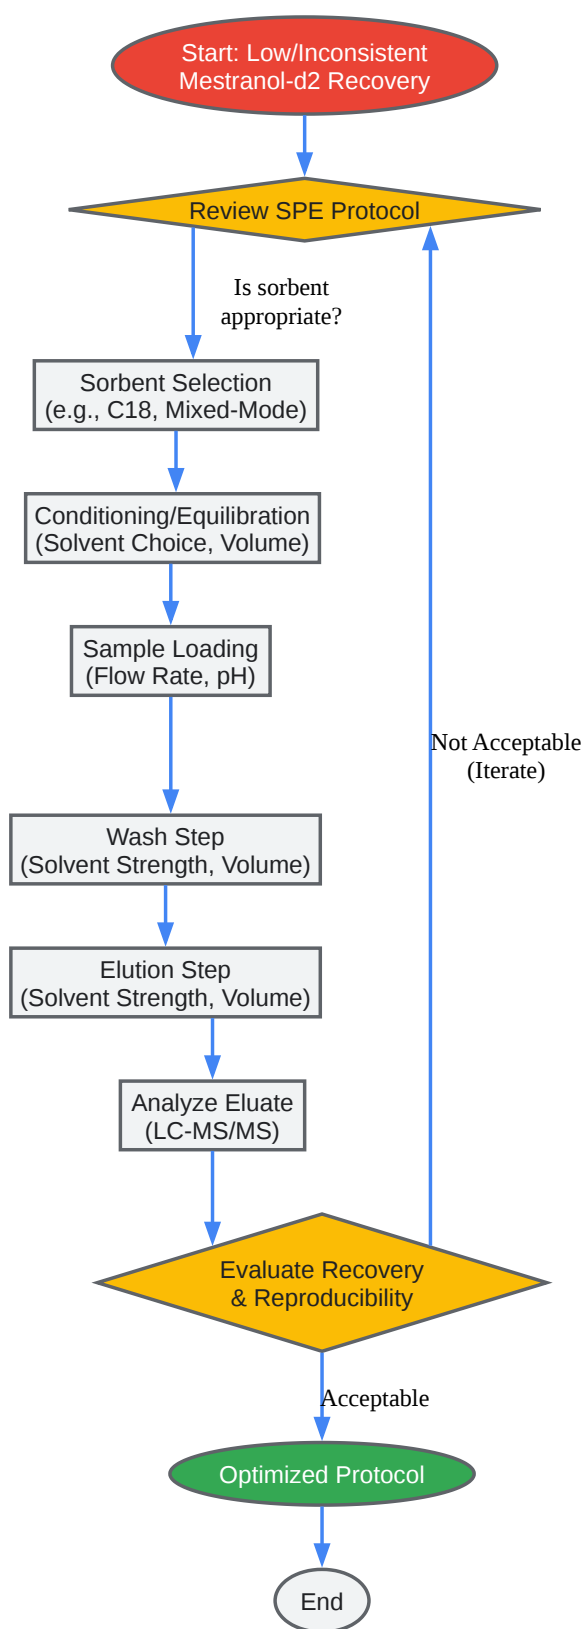 Start: Low/Inconsistent
Mestranol-d2 Recovery
Review SPE Protocol
Is sorbent
appropriate?
Sorbent Selection
(e.g., C18, Mixed-Mode)
Conditioning/Equilibration
(Solvent Choice, Volume)
Sample Loading
(Flow Rate, pH)
Not Acceptable
(Iterate)
Wash Step
(Solvent Strength, Volume)
Elution Step
(Solvent Strength, Volume)
Analyze Eluate
(LC-MS/MS)
Evaluate Recovery
& Reproducibility
Acceptable
Optimized Protocol
End